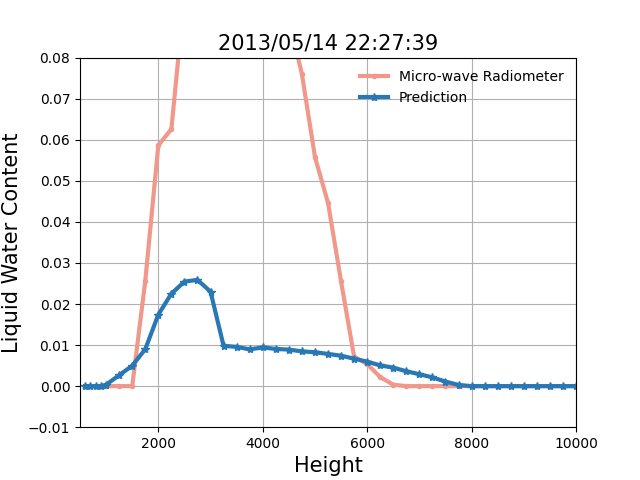 2013/05/14 22:27:39
Micro-wave Radiometer
Prediction
Liquid Water Content
0.08
0.07
0.06
0.05
0.04
0.03
0.02
0.01
0.00
−0.01
2000 4000 6000 8000 10000
Height